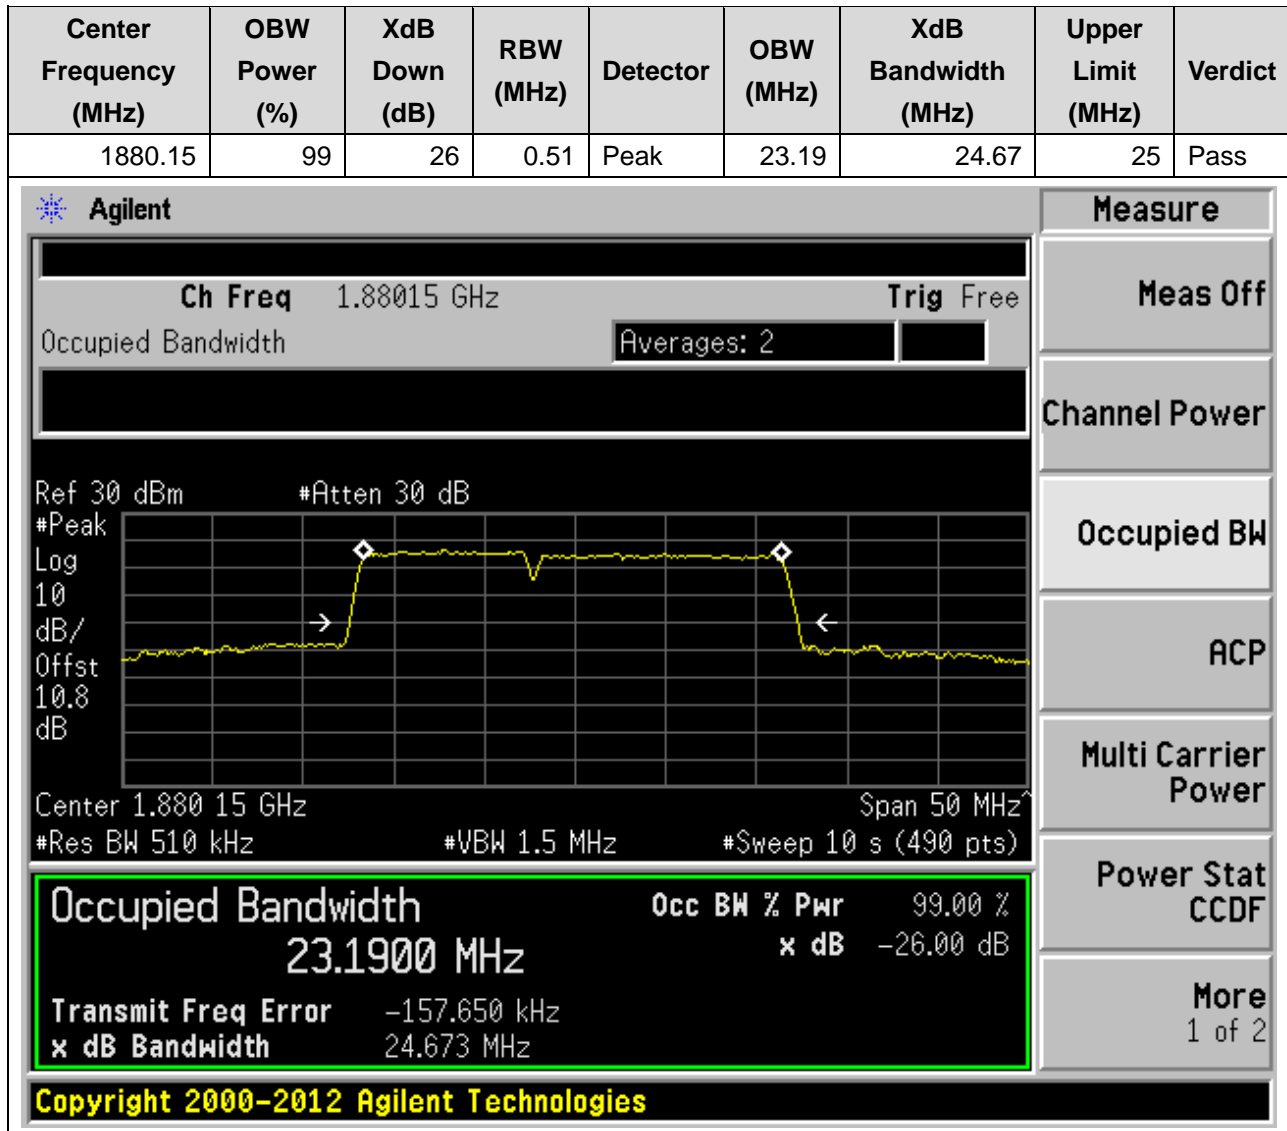 Center Frequency (MHz) OBW Power (%) XdB Down (dB) RBW (MHz) Detector OBW (MHz) XdB Bandwidth (MHz) Upper Limit (MHz) Verdict
1880.15 99 26 0.51 Peak 23.19 24.67 25 Pass
Agilent
Measure
Ch Freq 1.88015 GHz Trig Free
Meas Off
Occupied Bandwidth Averages: 2
Channel Power
Ref 30 dBm #Atten 30 dB
#Peak
Log
10
dB/
Offst
10.8
dB
Occupied BW
ACP
Center 1.880 15 GHz Span 50 MHz^
#Res BW 510 kHz #VBW 1.5 MHz #Sweep 10 s (490 pts)
Multi Carrier
Power
Occupied Bandwidth Occ BW % Pwr 99.00 %
23.1900 MHz x dB -26.00 dB
Power Stat
CCDF
Transmit Freq Error -157.650 kHz
x dB Bandwidth 24.673 MHz
More
1 of 2
Copyright 2000-2012 Agilent Technologies